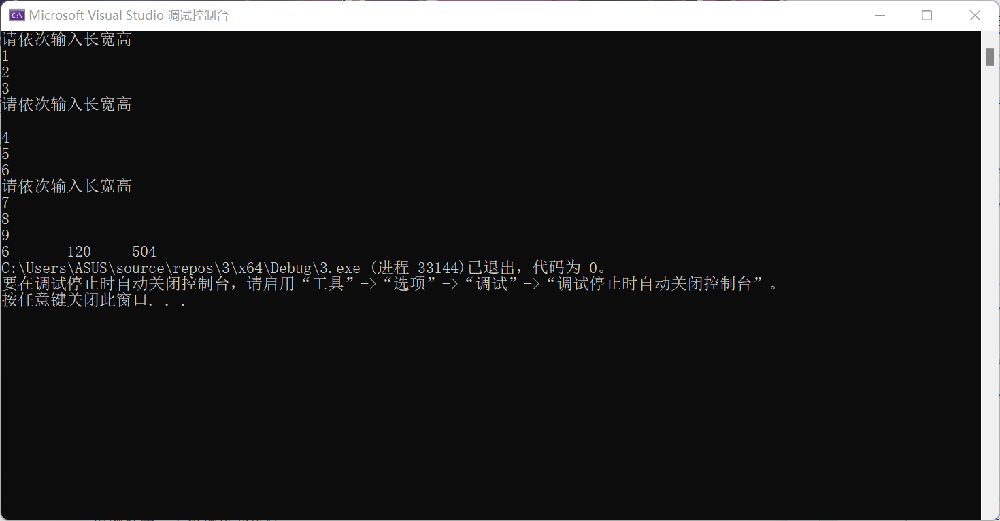 Microsoft Visual Studio 调试控制台
请依次输入长宽高
1
2
3
请依次输入长宽高
4
5
6
请依次输入长宽高
7
8
9
6 120 504
C:\Users\ASUS\source\repos\3\x64\Debug\3.exe (进程 33144)已退出，代码为 0。
要在调试停止时自动关闭控制台，请启用“工具”->“选项”->“调试”->“调试停止时自动关闭控制台”。
按任意键关闭此窗口. . .